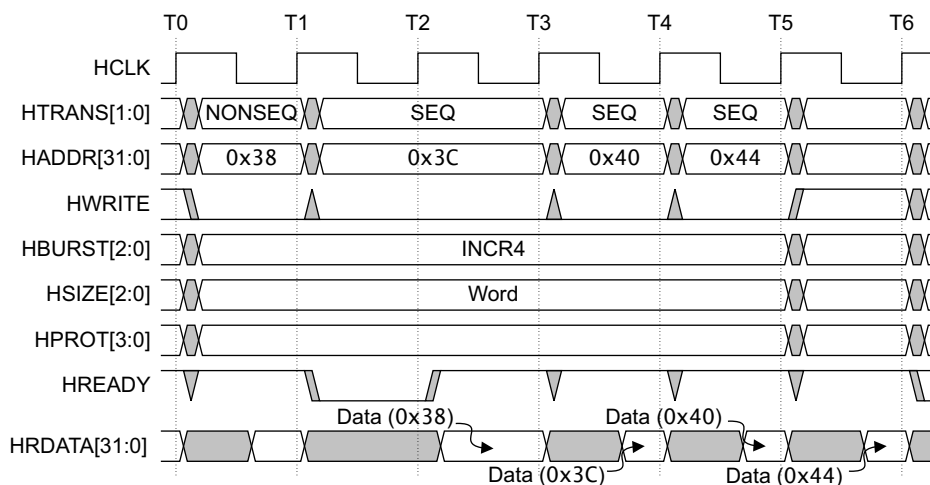 T0 T1 T2 T3 T4 T5 T6
HCLK
HTRANS[1:0] NONSEQ SEQ SEQ SEQ
HADDR[31:0] 0x38 0x3C 0x40 0x44
HWRITE
HBURST[2:0] INCR4
HSIZE[2:0] Word
HPROT[3:0]
HREADY
Data (0x38) Data (0x40)
HRDATA[31:0]
Data (0x3C) Data (0x44)